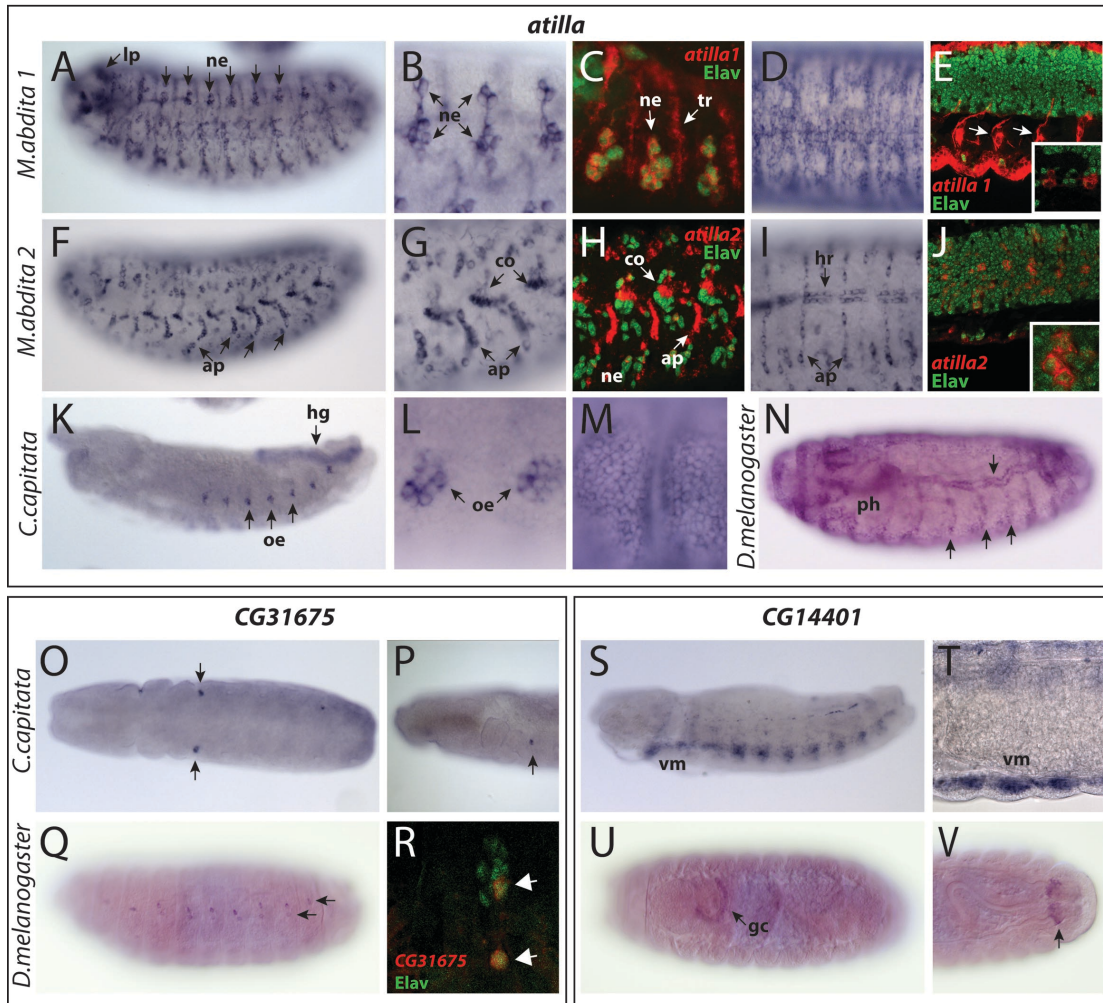 atilla
M.abdita 1
A
lp
ne
B
ne
C
atilla1
Elav
ne
tr
D
E
atilla 1
Elav
M.abdita 2
F
ap
G
co
ap
H
atilla2
Elav
co
ap
ne
I
hr
ap
J
atilla2
Elav
C.capitata
K
hg
oe
L
oe
M
D.melanogaster
N
ph
CG31675
C.capitata
O
P
D.melanogaster
Q
R
CG31675
Elav
CG14401
S
vm
T
vm
U
gc
V